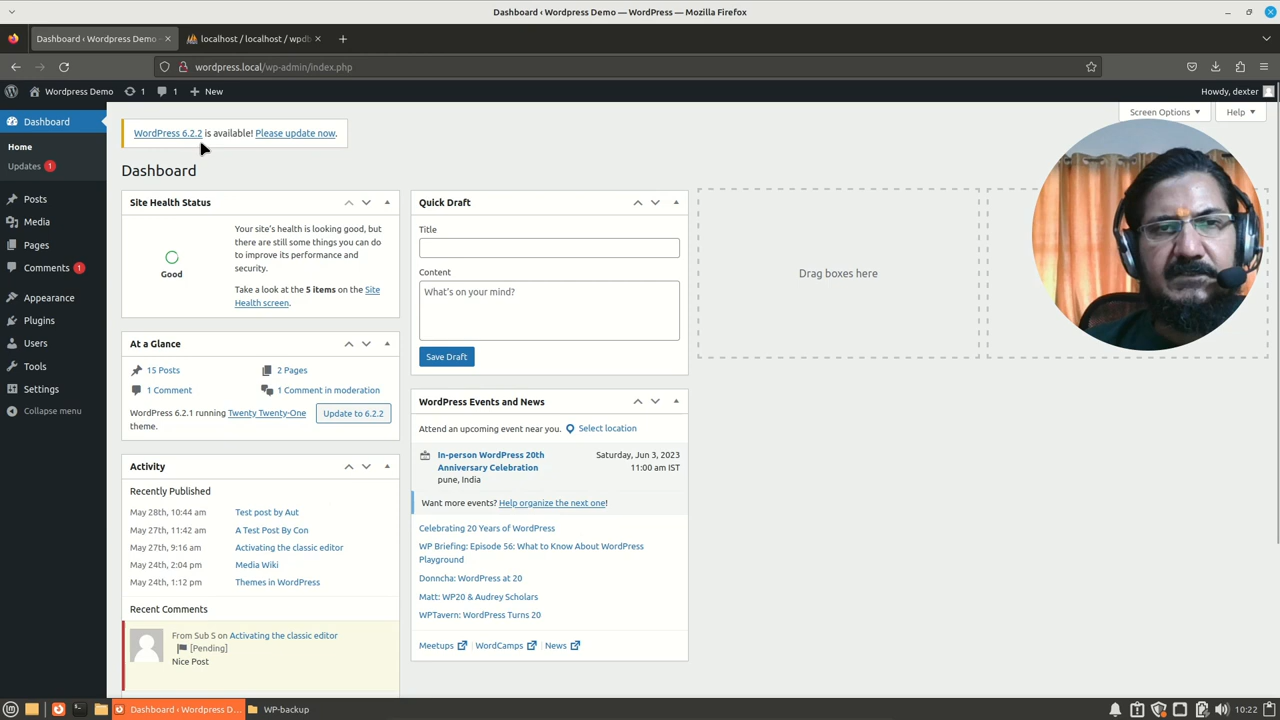 Dashboard ‹ Wordpress Demo — WordPress — Mozilla Firefox
Dashboard ‹ Wordpress Demo —
localhost / localhost / wpdb
wordpress.local/wp-admin/index.php
Wordpress Demo
1
1
New
Howdy, dexter
Dashboard
Home
Updates 1
Posts
Media
Pages
Comments 1
Appearance
Plugins
Users
Tools
Settings
Collapse menu
Screen Options
Help
WordPress 6.2.2 is available! Please update now.
Dashboard
Site Health Status
Good
Your site's health is looking good, but
there are still some things you can do
to improve its performance and
security.
Take a look at the 5 items on the Site
Health screen.
At a Glance
15 Posts
2 Pages
1 Comment
1 Comment in moderation
WordPress 6.2.1 running Twenty Twenty-One
theme.
Update to 6.2.2
Activity
Recently Published
May 28th, 10:44 am Test post by Aut
May 27th, 11:42 am A Test Post By Con
May 27th, 9:16 am Activating the classic editor
May 24th, 2:04 pm Media Wiki
May 24th, 1:12 pm Themes in WordPress
Recent Comments
From Sub S on Activating the classic editor
[Pending]
Nice Post
Quick Draft
Title
Content
What's on your mind?
Save Draft
WordPress Events and News
Attend an upcoming event near you.
Select location
In-person WordPress 20th
Anniversary Celebration
pune, India
Saturday, Jun 3, 2023
11:00 am IST
Want more events? Help organize the next one!
Celebrating 20 Years of WordPress
WP Briefing: Episode 56: What to Know About WordPress
Playground
Donncha: WordPress at 20
Matt: WP20 & Audrey Scholars
WPTavern: WordPress Turns 20
Meetups | WordCamps | News
Drag boxes here
Dashboard ‹ Wordpress D...
WP-backup
10:22